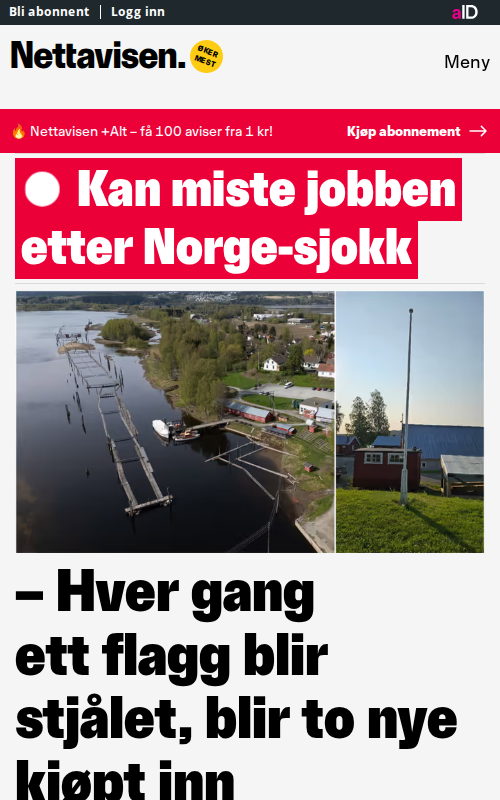 Bli abonnent | Logg inn
aID
Nettavisen.
ØKER
MEST
Meny
🔥 Nettavisen +Alt – få 100 aviser fra 1 kr!
Kjøp abonnement →
Kan miste jobben
etter Norge-sjokk
– Hver gang
ett flagg blir
stjålet, blir to nye
kjøpt inn